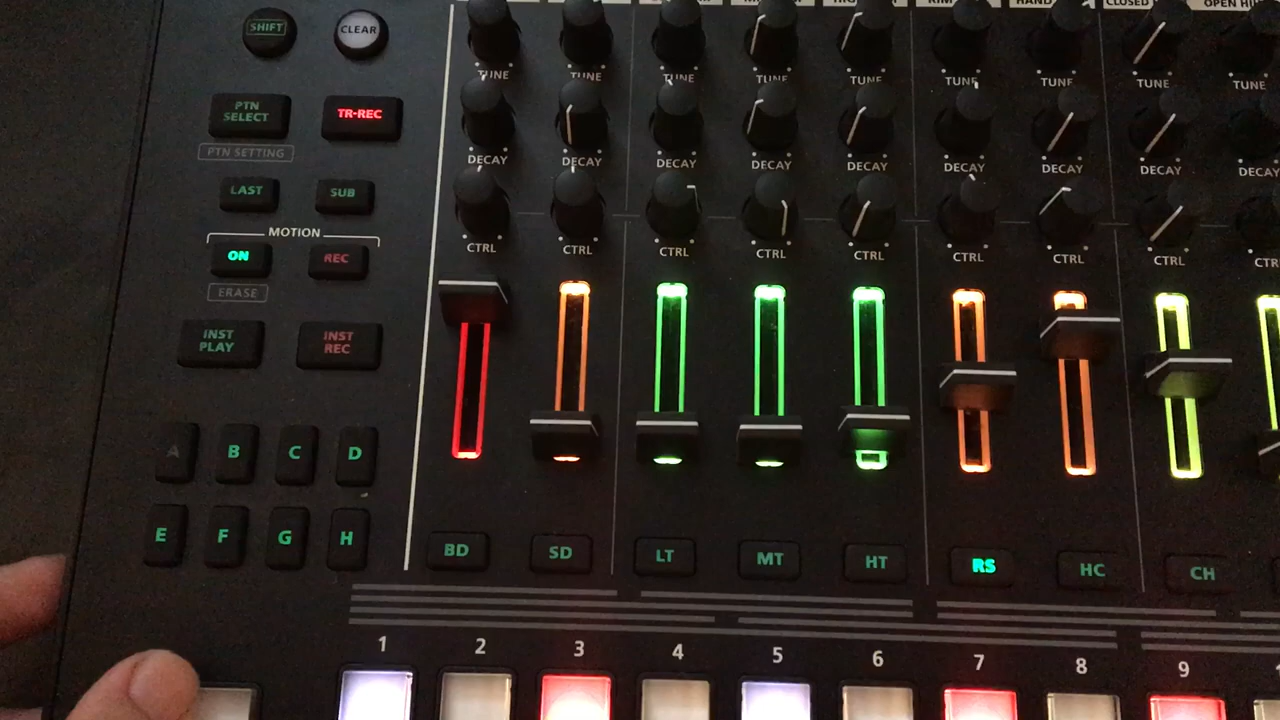 SHIFT CLEAR
TUNE TUNE TUNE TUNE TUNE TUNE TUNE TUNE TUNE
PTN SELECT TR-REC
PTN SETTING
DECAY DECAY DECAY DECAY DECAY DECAY DECAY DECAY DECAY
LAST SUB
MOTION
ON REC
CTRL CTRL CTRL CTRL CTRL CTRL CTRL CTRL
ERASE
INST PLAY INST REC
A B C D
E F G H
BD SD LT MT HT RS HC CH
1 2 3 4 5 6 7 8 9